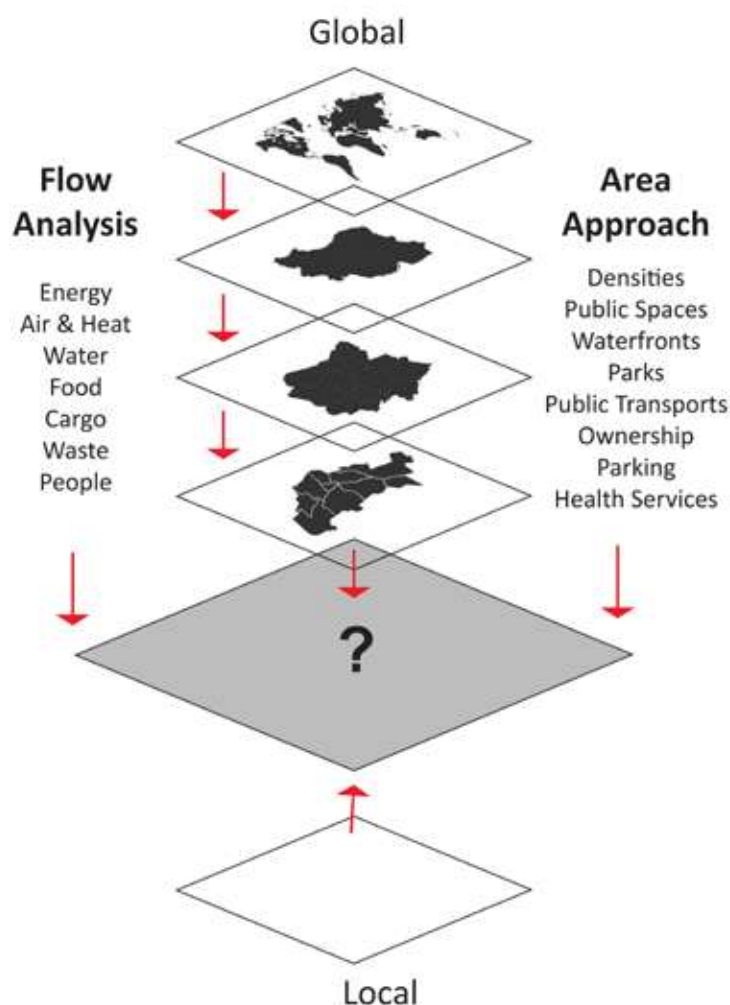 Global
Flow
Analysis
Energy
Air & Heat
Water
Food
Cargo
Waste
People
Area
Approach
Densities
Public Spaces
Waterfronts
Parks
Public Transports
Ownership
Parking
Health Services
?
Local